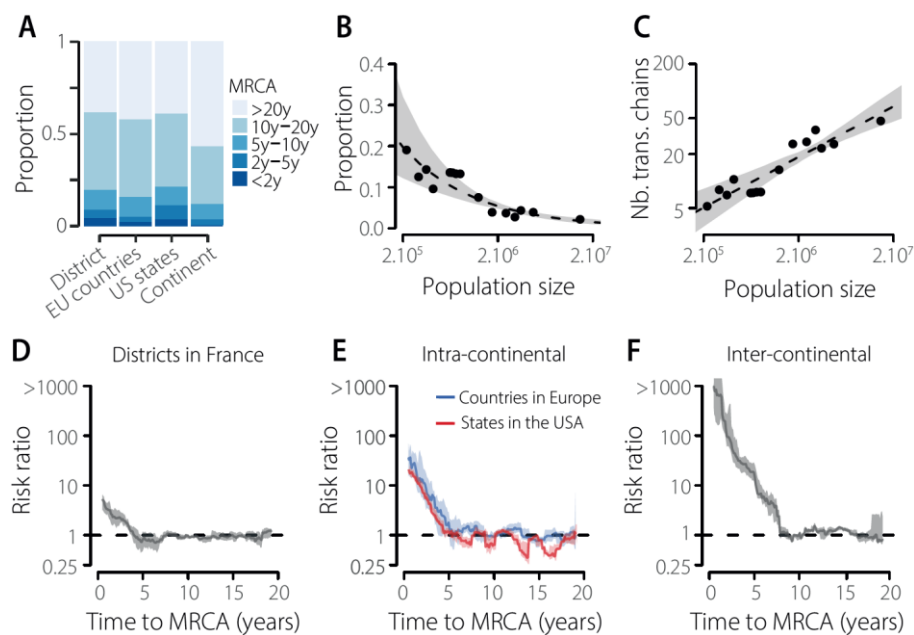 A
Proportion
1
0.5
0
District
EU countries
US states
Continent
MRCA
>20y
10y–20y
5y–10y
2y–5y
<2y
B
Proportion
0.4
0.3
0.2
0.1
0.0
2.10⁵
2.10⁶
2.10⁷
Population size
C
Nb. trans. chains
200
50
20
5
2.10⁵
2.10⁶
2.10⁷
Population size
D
Districts in France
Risk ratio
>1000
100
10
1
0.25
0
5
10
15
20
Time to MRCA (years)
E
Intra-continental
Countries in Europe
States in the USA
Risk ratio
>1000
100
10
1
0.25
0
5
10
15
20
Time to MRCA (years)
F
Inter-continental
Risk ratio
>1000
100
10
1
0.25
0
5
10
15
20
Time to MRCA (years)